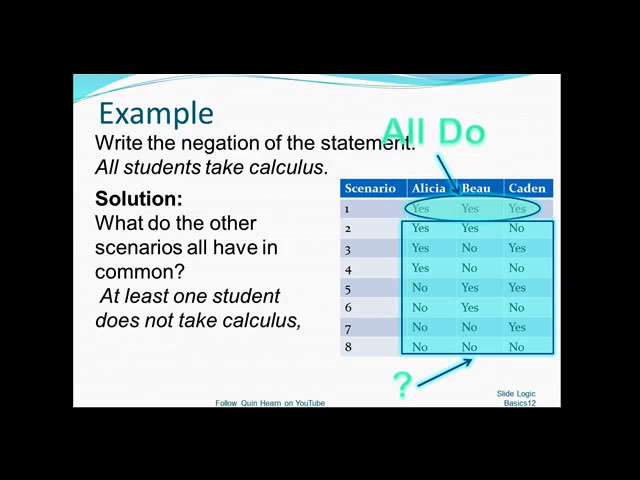 Example
All Do
Write the negation of the statement.
All students take calculus.
Solution:
What do the other
scenarios all have in
common?
At least one student
does not take calculus,
Scenario Alicia Beau Caden
1 Yes Yes Yes
2 Yes Yes No
3 Yes No Yes
4 Yes No No
5 No Yes Yes
6 No Yes No
7 No No Yes
8 No No No
?
Follow Quin Hearn on YouTube
Slide Logic
Basics12